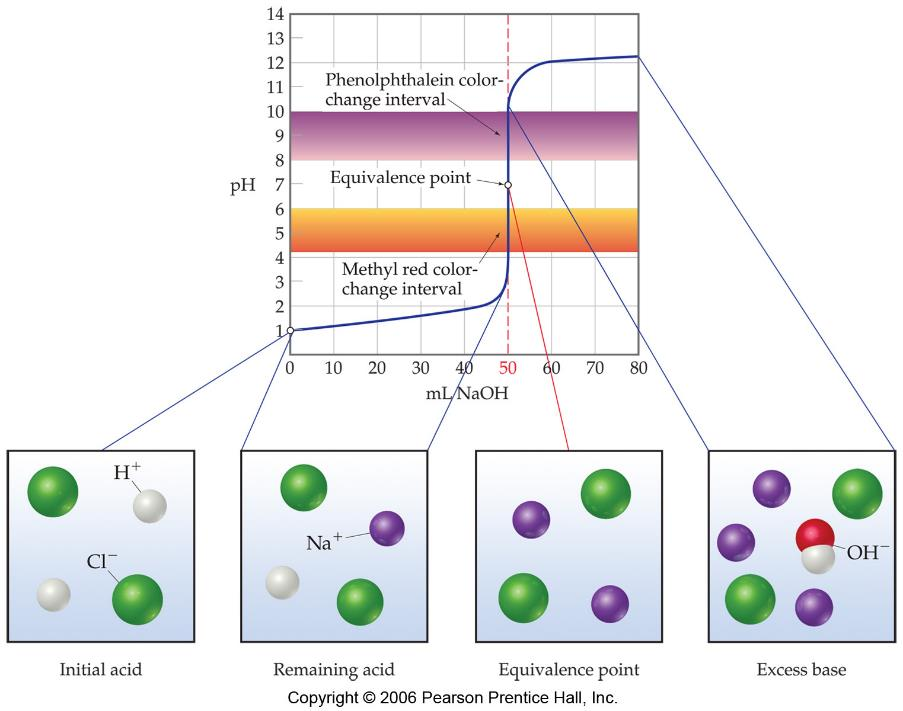 14
13
12
11
10
9
8
7
6
5
4
3
2
1
pH
Phenolphthalein color-
change interval
Equivalence point
Methyl red color-
change interval
0 10 20 30 40 50 60 70 80
mL NaOH
H+
Cl−
Na+
OH−
Initial acid
Remaining acid
Equivalence point
Excess base
Copyright © 2006 Pearson Prentice Hall, Inc.